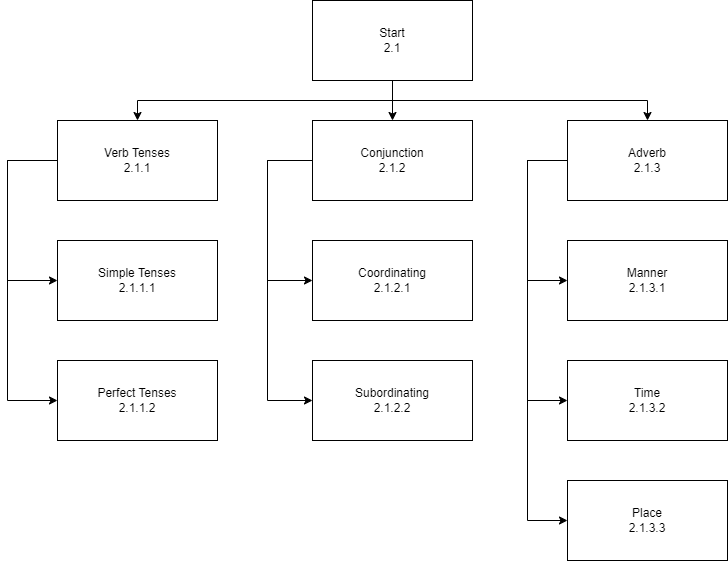 Start
2.1
Verb Tenses
2.1.1
Conjunction
2.1.2
Adverb
2.1.3
Simple Tenses
2.1.1.1
Coordinating
2.1.2.1
Manner
2.1.3.1
Perfect Tenses
2.1.1.2
Subordinating
2.1.2.2
Time
2.1.3.2
Place
2.1.3.3